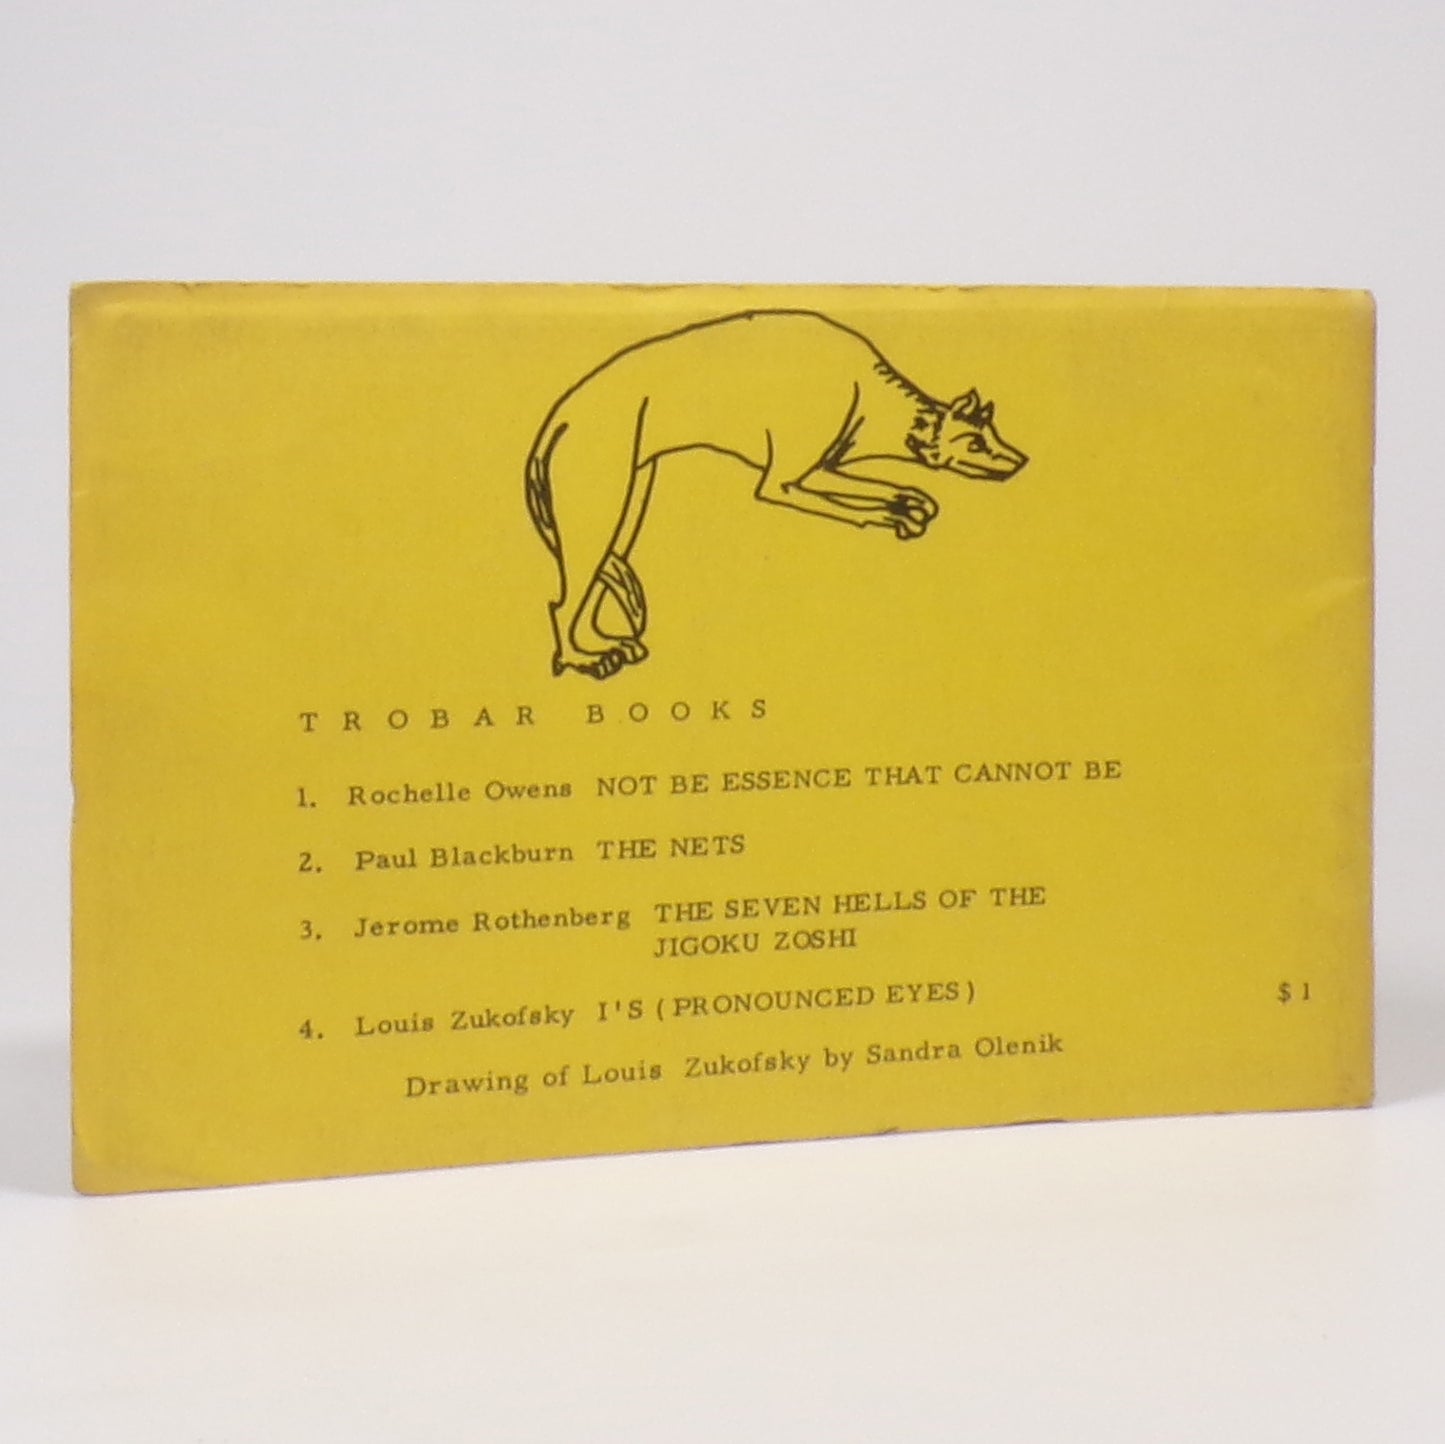 TROBAR BOOKS
1. Rochelle Owens NOT BE ESSENCE THAT CANNOT BE
2. Paul Blackburn THE NETS
3. Jerome Rothenberg THE SEVEN HELLS OF THE
JIGOKU ZOSHI
4. Louis Zukofsky I'S (PRONOUNCED EYES) $1
Drawing of Louis Zukofsky by Sandra Olenik